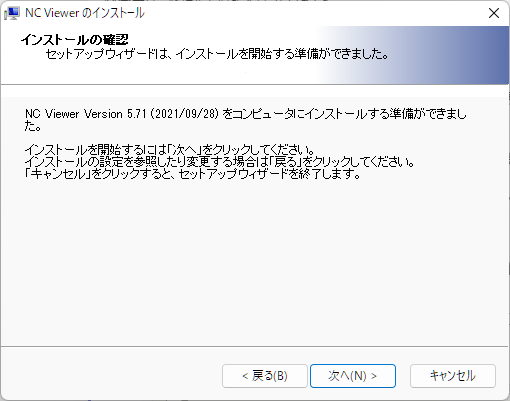 NC Viewer のインストール
インストールの確認
セットアップウィザードは、インストールを開始する準備ができました。
NC Viewer Version 5.71 (2021/09/28) をコンピュータにインストールする準備ができまし
た。
インストールを開始するには「次へ」をクリックしてください。
インストールの設定を参照したり変更する場合は「戻る」をクリックしてください。
「キャンセル」をクリックすると、セットアップウィザードを終了します。
< 戻る(B)
次へ(N) >
キャンセル